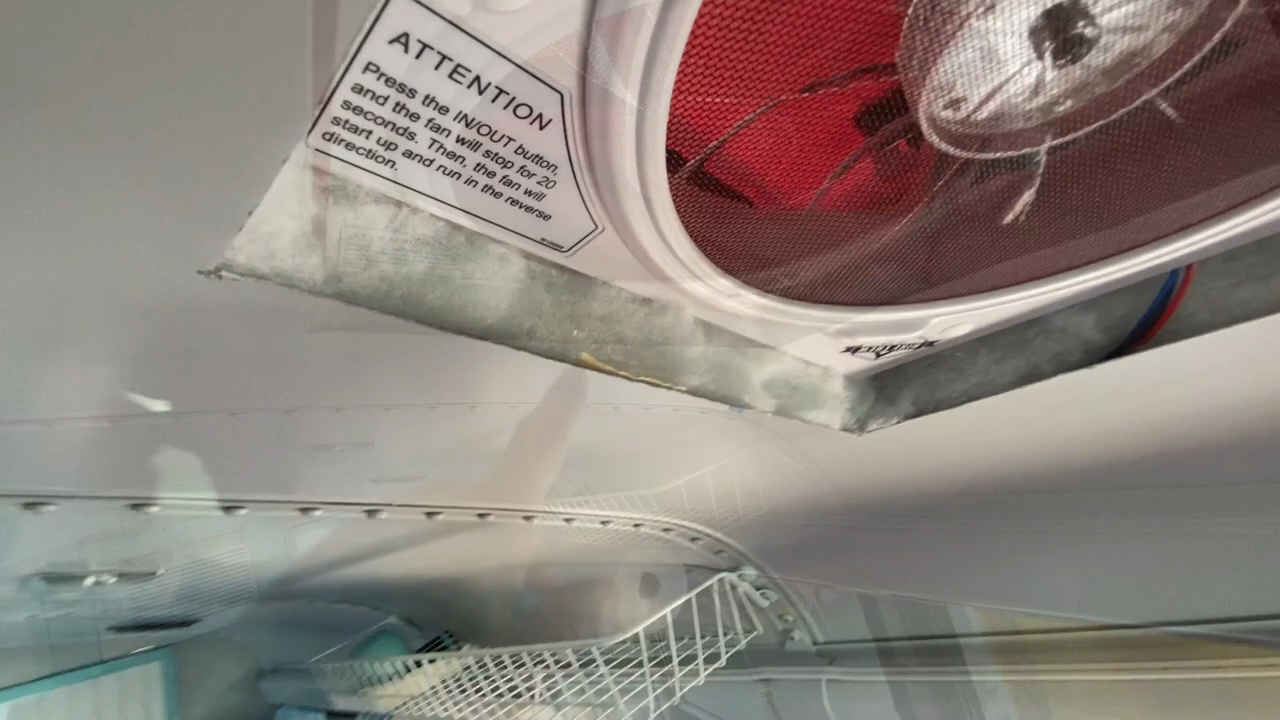 ATTENTION
Press the IN/OUT button,
and the fan will stop for 20
seconds. Then, the fan will
start up and run in the reverse
direction.